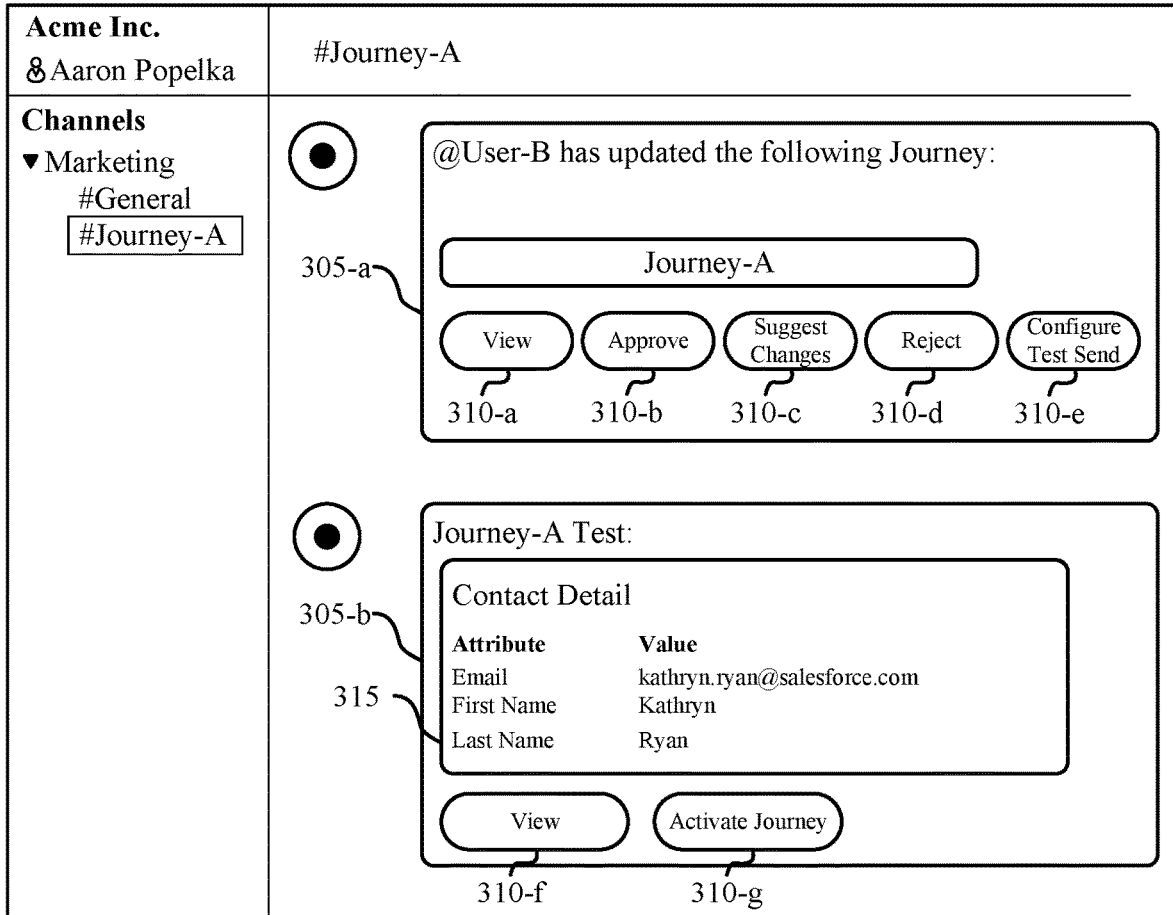 Acme Inc.
Aaron Popelka
#Journey-A
Channels
▼ Marketing
#General
#Journey-A
@User-B has updated the following Journey:
305-a
Journey-A
View
Approve
Suggest
Changes
Reject
Configure
Test Send
310-a
310-b
310-c
310-d
310-e
Journey-A Test:
305-b
Contact Detail
Attribute Value
Email kathryn.ryan@salesforce.com
315
First Name Kathryn
Last Name Ryan
View
Activate Journey
310-f
310-g